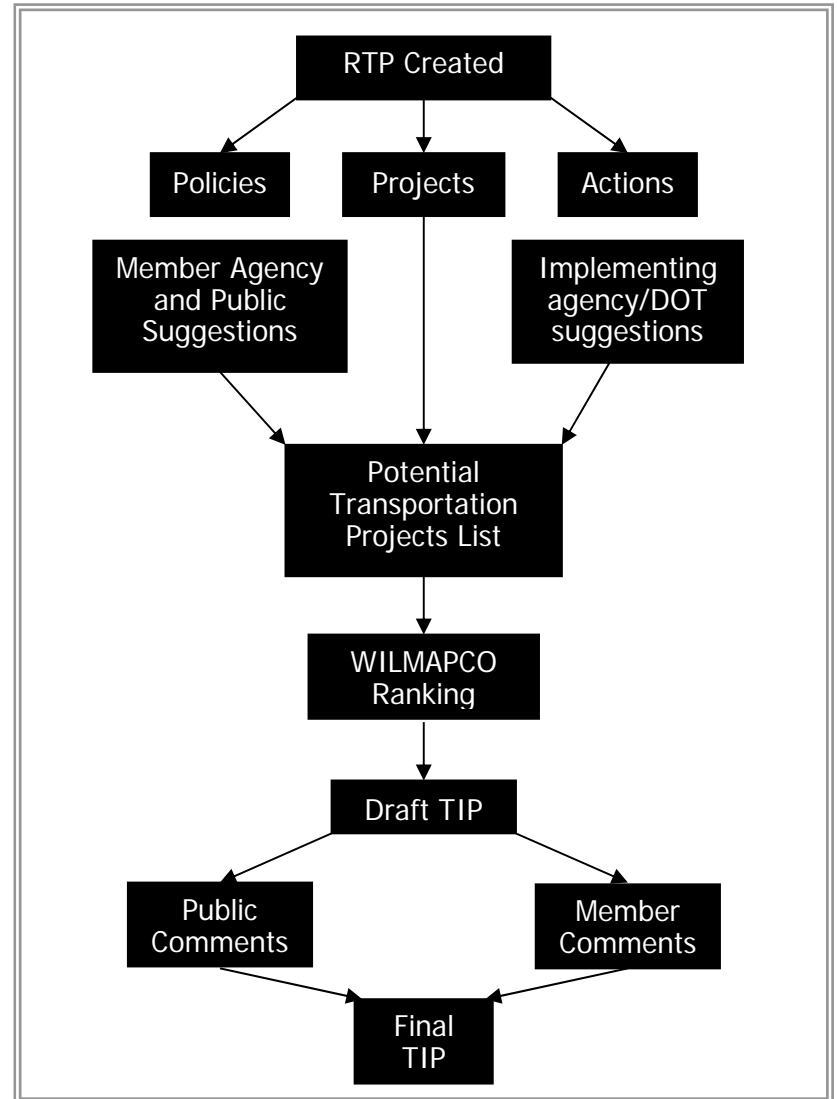 RTP Created
Policies
Projects
Actions
Member Agency
and Public
Suggestions
Implementing
agency/DOT
suggestions
Potential
Transportation
Projects List
WILMAPCO
Ranking
Draft TIP
Public
Comments
Member
Comments
Final
TIP